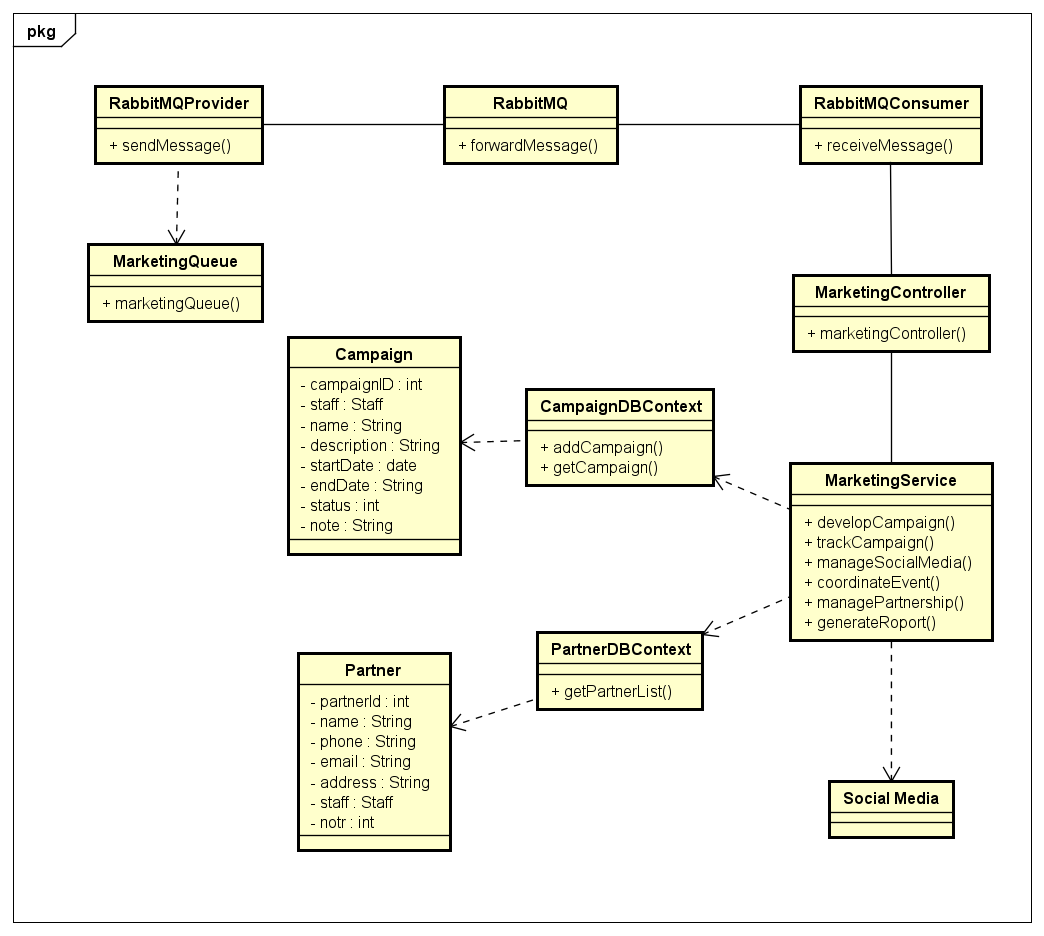 pkg
RabbitMQProvider
+ sendMessage()
RabbitMQ
+ forwardMessage()
RabbitMQConsumer
+ receiveMessage()
MarketingQueue
+ marketingQueue()
MarketingController
+ marketingController()
Campaign
- campaignID : int
- staff : Staff
- name : String
- description : String
- startDate : date
- endDate : String
- status : int
- note : String
CampaignDBContext
+ addCampaign()
+ getCampaign()
MarketingService
+ developCampaign()
+ trackCampaign()
+ manageSocialMedia()
+ coordinateEvent()
+ managePartnership()
+ generateRoport()
PartnerDBContext
+ getPartnerList()
Partner
- partnerId : int
- name : String
- phone : String
- email : String
- address : String
- staff : Staff
- notr : int
Social Media